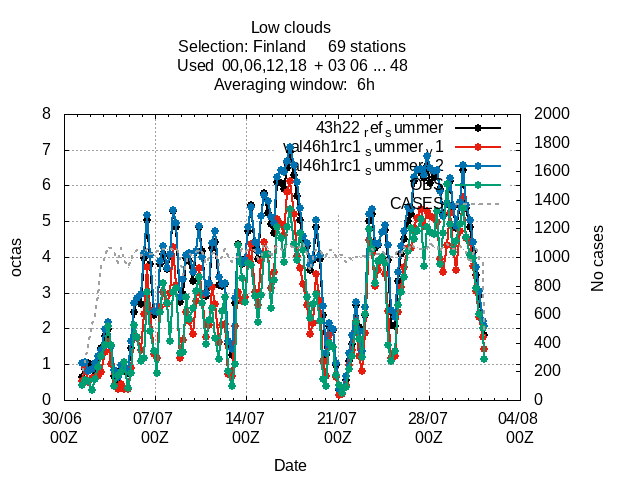 Low clouds
Selection: Finland 69 stations
Used 00,06,12,18 + 03 06 ... 48
Averaging window: 6h
43h22_ref_summer
val46h1rc1_summer_v1
val46h1rc1_summer_v2
OBS
CASES
octas
No cases
8
7
6
5
4
3
2
1
0
2000
1800
1600
1400
1200
1000
800
600
400
200
0
30/06 07/07 14/07 21/07 28/07 04/08
00Z 00Z 00Z 00Z 00Z 00Z
Date